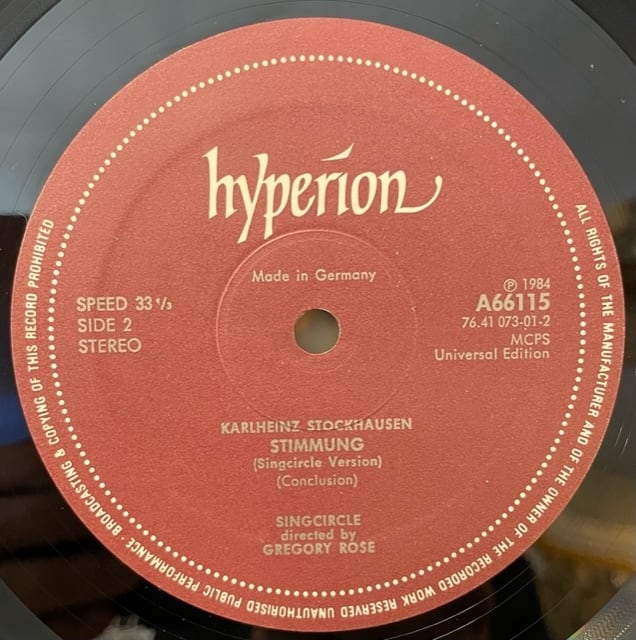 hyperion
Made in Germany
SPEED 33 1/3
SIDE 2
STEREO
℗ 1984
A66115
76.41 073-01-2
MCPS
Universal Edition
KARLHEINZ STOCKHAUSEN
STIMMUNG
(Singcircle Version)
(Conclusion)
SINGCIRCLE
directed by
GREGORY ROSE
ALL RIGHTS OF THE MANUFACTURER AND OF THE OWNER OF THE RECORDED WORK RESERVED UNAUTHORISED PUBLIC PERFORMANCE BROADCASTING & COPYING OF THIS RECORD PROHIBITED